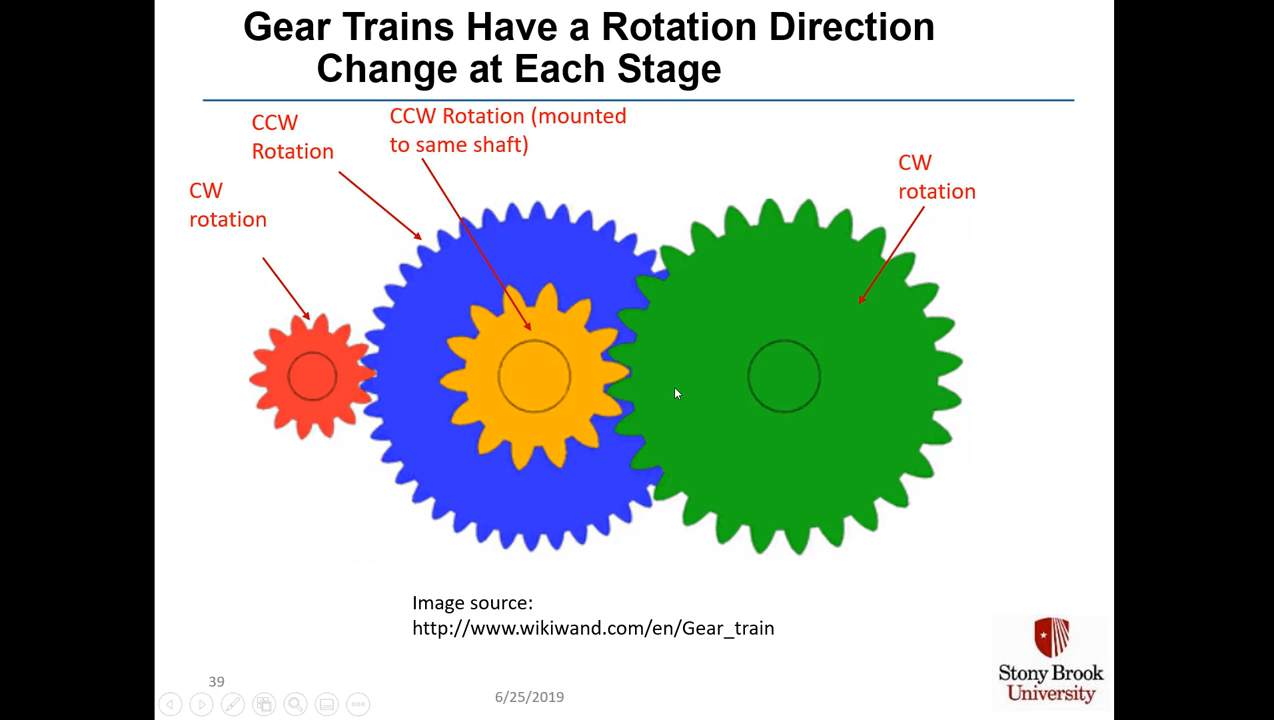 Gear Trains Have a Rotation Direction
Change at Each Stage
CCW
Rotation
CCW Rotation (mounted
to same shaft)
CW
rotation
CW
rotation
Image source:
http://www.wikiwand.com/en/Gear_train
39
6/25/2019
Stony Brook
University